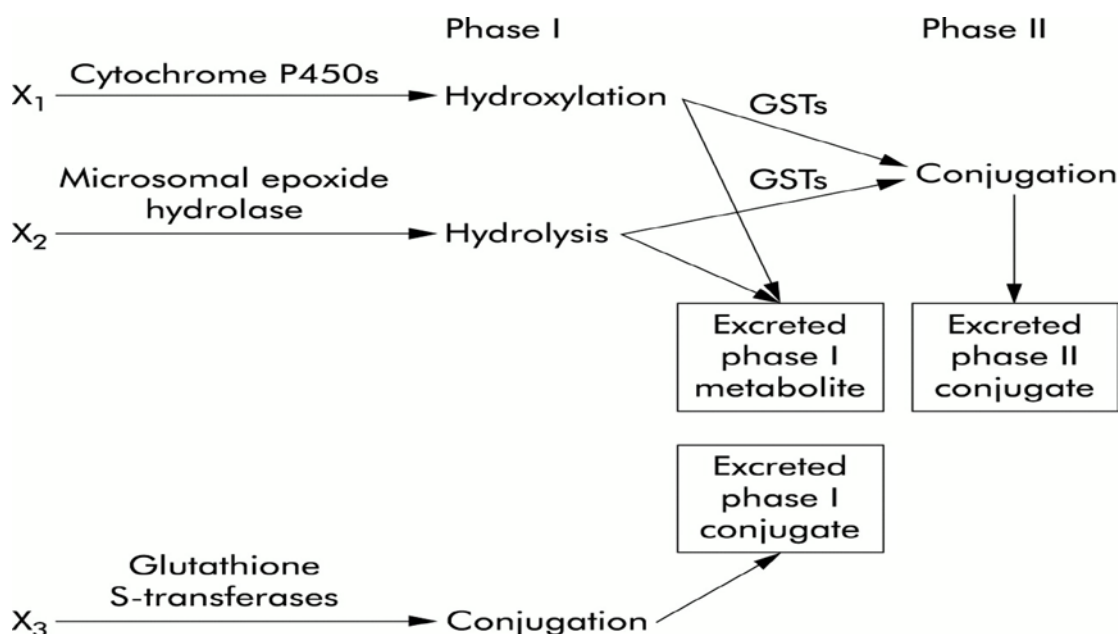 Phase I
Phase II
X1
Cytochrome P450s
Hydroxylation
GSTs
Conjugation
Microsomal epoxide
hydrolase
GSTs
X2
Hydrolysis
Excreted
phase I
metabolite
Excreted
phase II
conjugate
Excreted
phase I
conjugate
Glutathione
S-transferases
X3
Conjugation